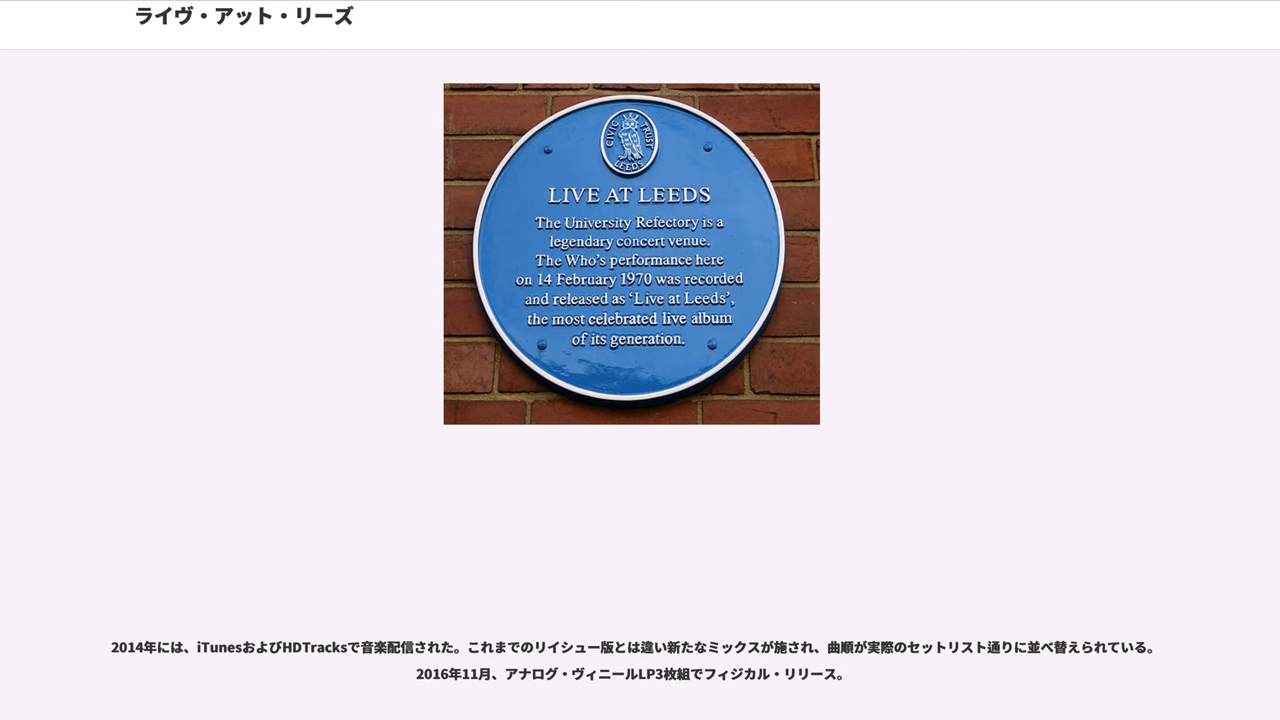 ライヴ・アット・リーズ
CIVIC TRUST
LEEDS
LIVE AT LEEDS
The University Refectory is a
legendary concert venue.
The Who's performance here
on 14 February 1970 was recorded
and released as ‘Live at Leeds’,
the most celebrated live album
of its generation.
2014年には、iTunesおよびHDTracksで音楽配信された。これまでのリイシュー版とは違い新たなミックスが施され、曲順が実際のセットリスト通りに並べ替えられている。
2016年11月、アナログ・ヴィニールLP3枚組でフィジカル・リリース。